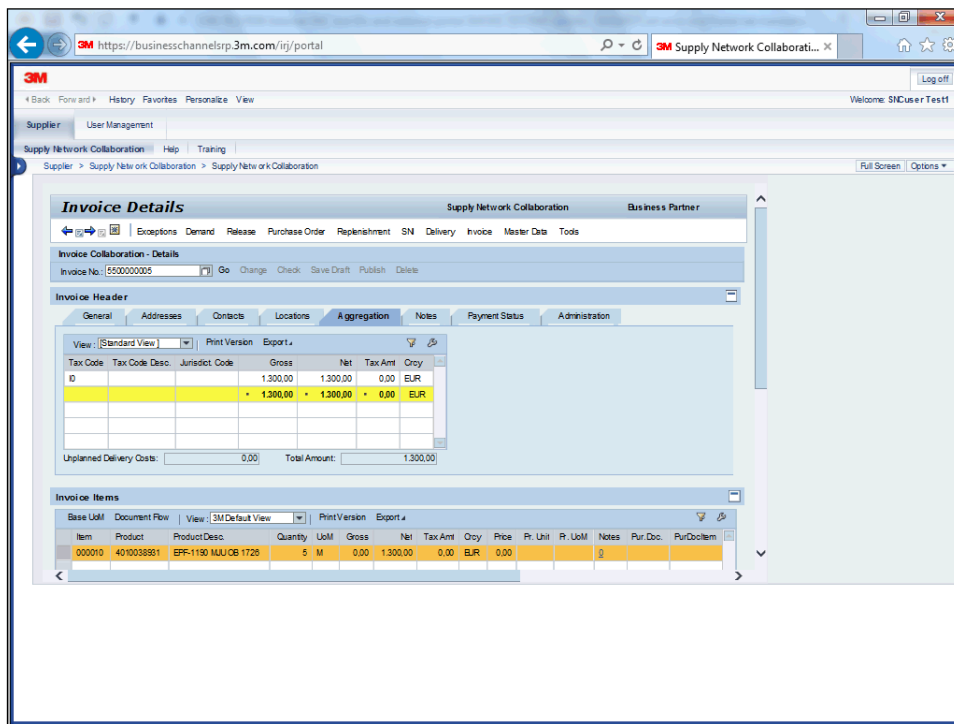 3M https://businesschannelsrp.3m.com/irj/portal
3M Supply Network Collaborati... ×
3M
Log off
Back Forward History Favorites Personalize View
Welcome: SNCuser Test1
Supplier User Management
Supply Network Collaboration Help Training
Supplier > Supply Network Collaboration > Supply Network Collaboration
Full Screen Options
Invoice Details Supply Network Collaboration Business Partner
Exceptions Demand Release Purchase Order Replenishment SNI Delivery Invoice Master Data Tools
Invoice Collaboration - Details
Invoice No.: 5500000005 Go Change Check Save Draft Publish Delete
Invoice Header
General Addresses Contacts Locations Aggregation Notes Payment Status Administration
View: [Standard View] Print Version Export
Tax Code Tax Code Desc. Jurisdict. Code Gross Net Tax Amt Crcy
I0 1.300,00 1.300,00 0,00 EUR
• 1.300,00 • 1.300,00 • 0,00 EUR
Unplanned Delivery Costs: 0,00 Total Amount: 1.300,00
Invoice Items
Base UoM Document Flow View: 3M Default View Print Version Export
Item Product Product Desc. Quantity UoM Gross Net Tax Amt Crcy Price Pr. Unit Pr. UoM Notes Pur.Doc. PurDocItem
000010 4010038931 EPF-1190 MJU OB 1726 5 M 0,00 1.300,00 0,00 EUR 0,00 0